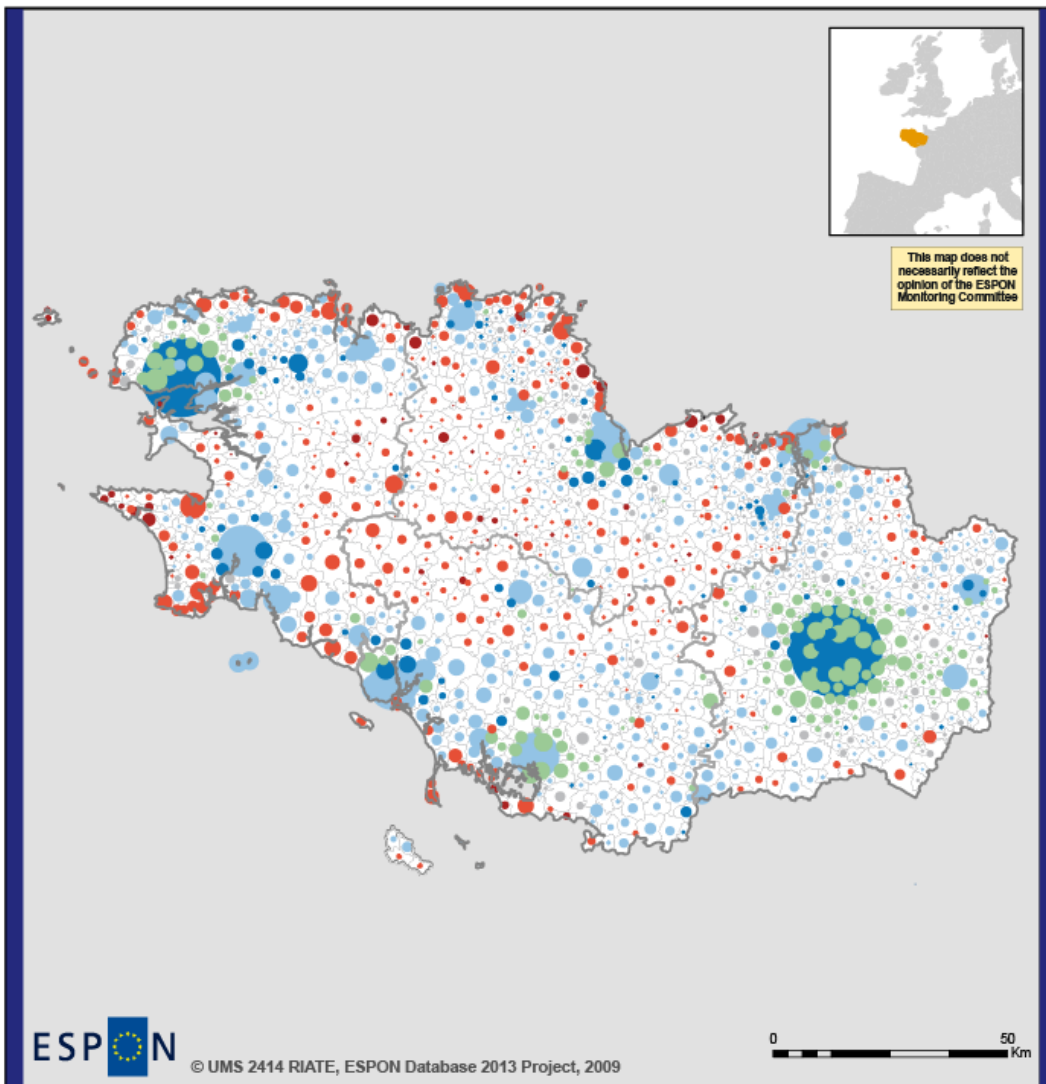 This map does not
necessarily reflect the
opinion of the ESPON
Monitoring Committee
ESPON
© UMS 2414 RIATE, ESPON Database 2013 Project, 2009
0 50
Km